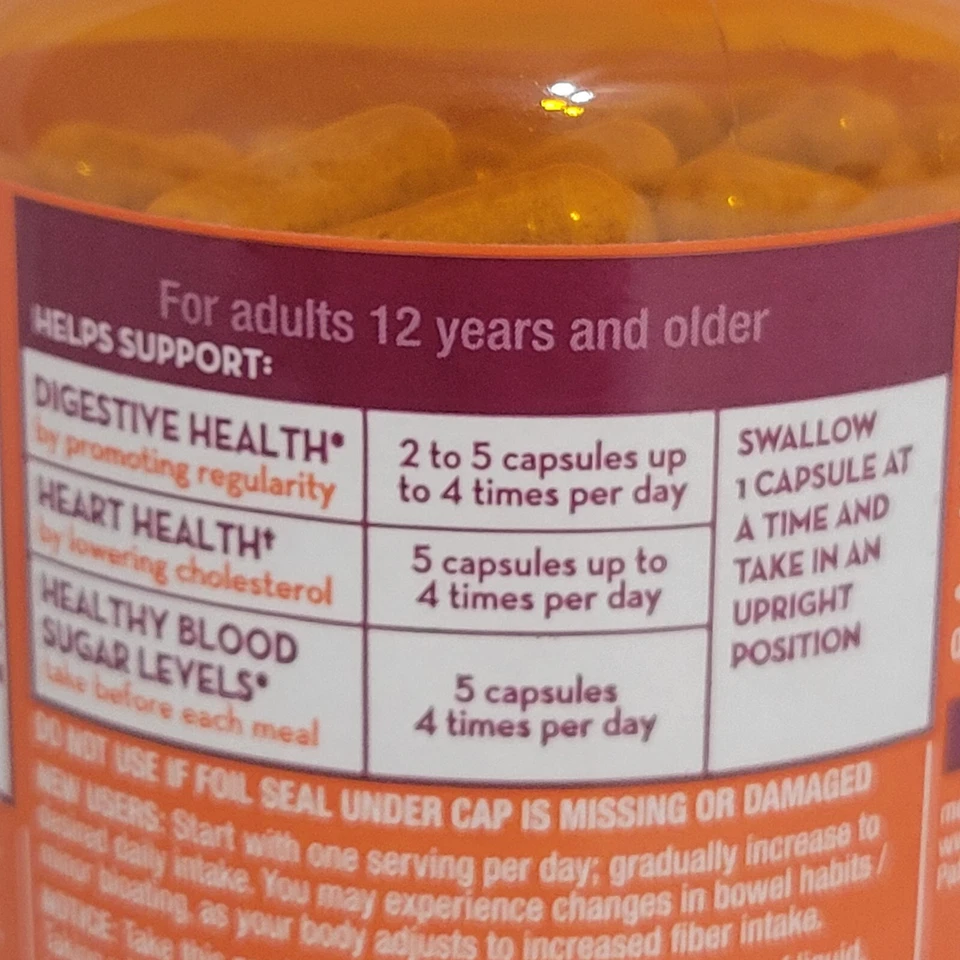 For adults 12 years and older
HELPS SUPPORT:
DIGESTIVE HEALTH*
by promoting regularity
2 to 5 capsules up
to 4 times per day
HEART HEALTH†
by lowering cholesterol
5 capsules up to
4 times per day
HEALTHY BLOOD
SUGAR LEVELS*
take before each meal
5 capsules
4 times per day
SWALLOW
1 CAPSULE AT
A TIME AND
TAKE IN AN
UPRIGHT
POSITION
DO NOT USE IF FOIL SEAL UNDER CAP IS MISSING OR DAMAGED
NEW USERS: Start with one serving per day; gradually increase to
desired daily intake. You may experience changes in bowel habits /
minor bloating, as your body adjusts to increased fiber intake.
NOTICE: Take this
liquid.